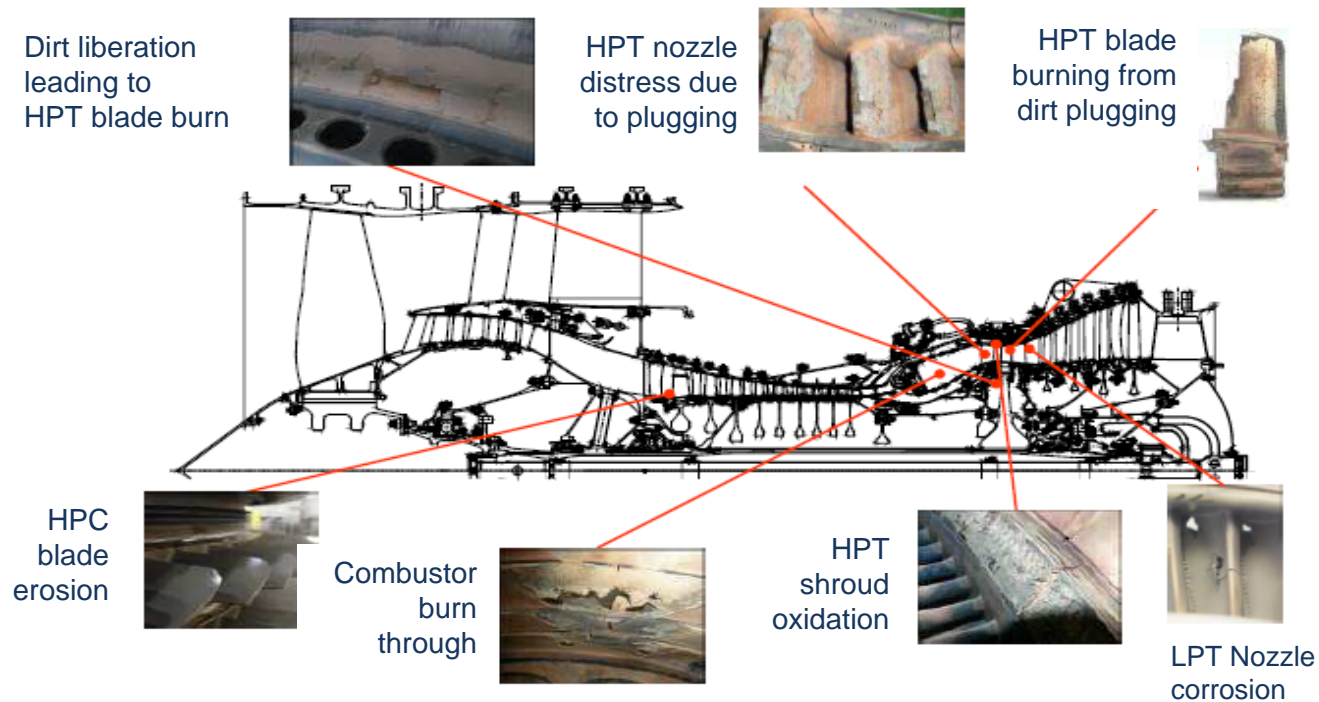 Dirt liberation
leading to
HPT blade burn
HPT nozzle
distress due
to plugging
HPT blade
burning from
dirt plugging
HPC
blade
erosion
Combustor
burn
through
HPT
shroud
oxidation
LPT Nozzle
corrosion